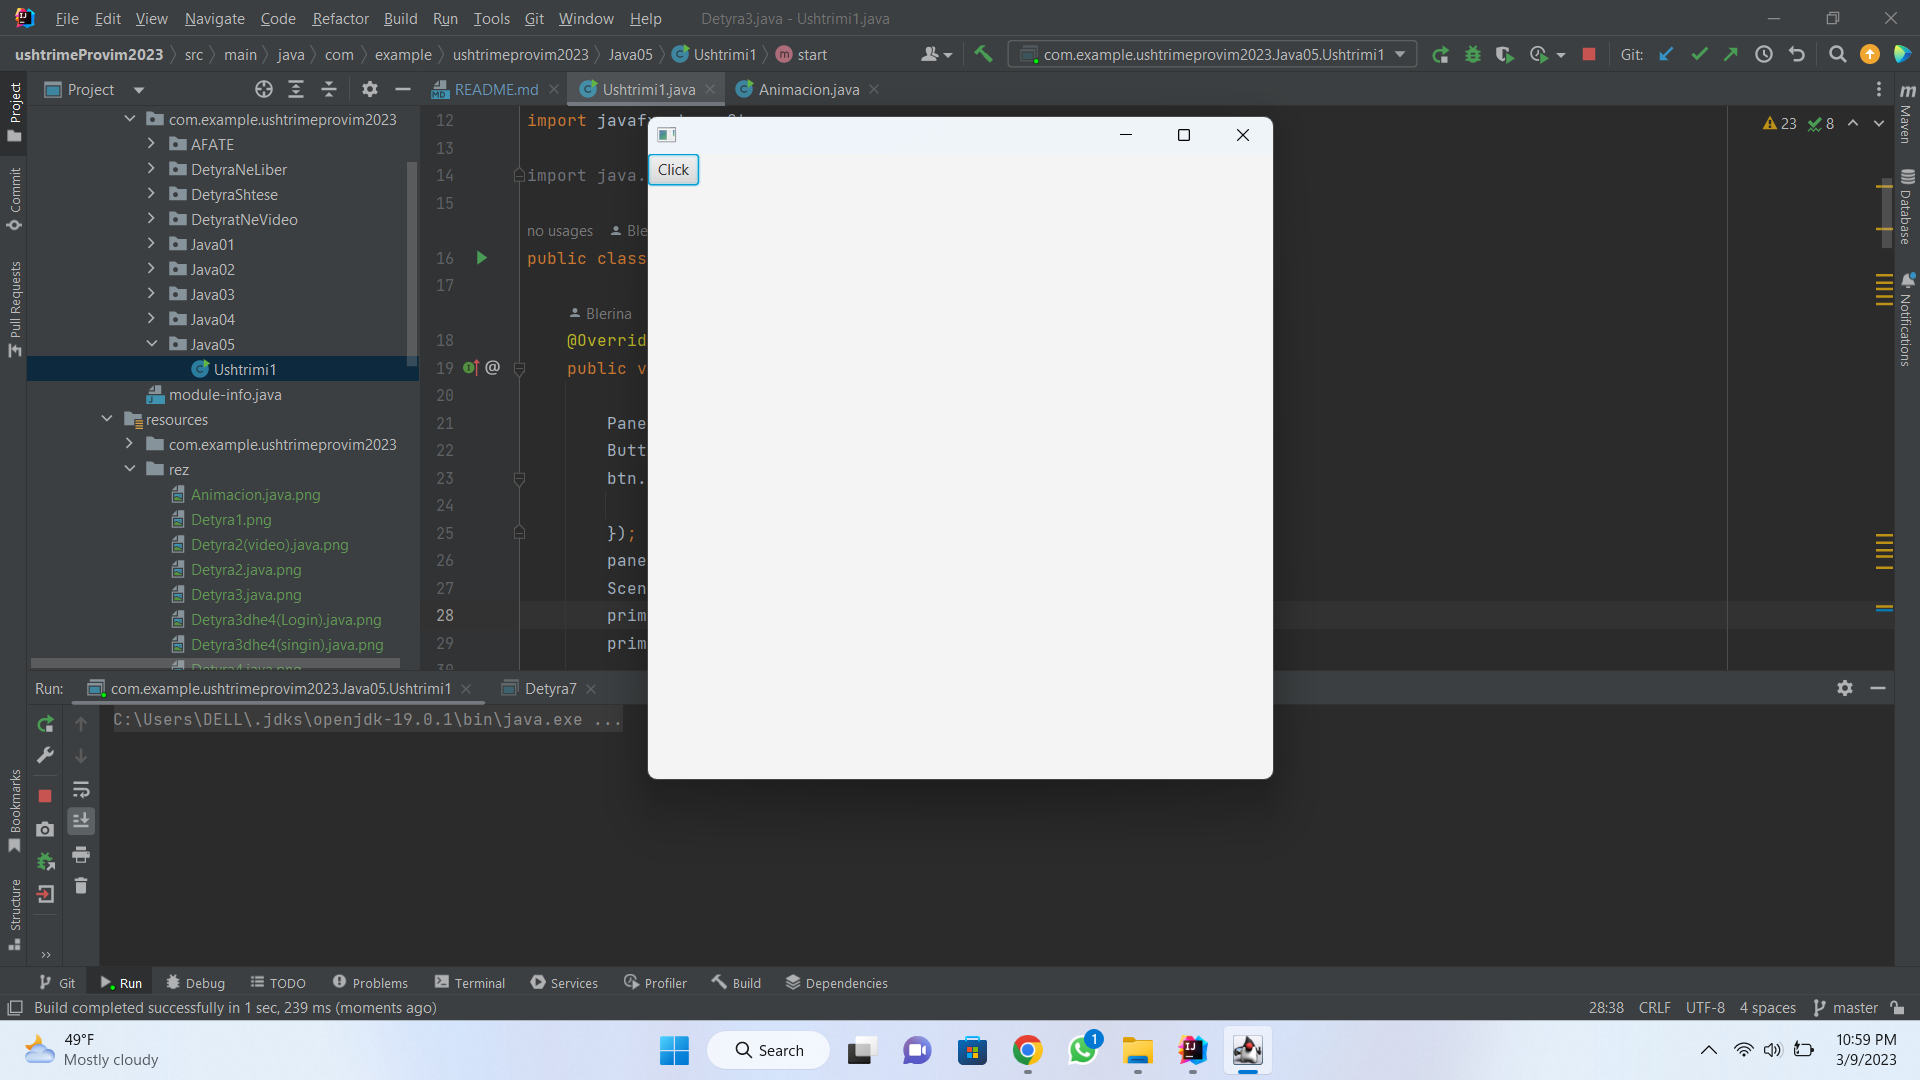 File Edit View Navigate Code Refactor Build Run Tools Git Window Help Detyra3.java - Ushtrimi1.java
ushtrimeProvim2023 src main java com example ushtrimeprovim2023 Java05 Ushtrimi1 start com.example.ushtrimeprovim2023.Java05.Ushtrimi1 Git:
Project README.md Ushtrimi1.java Animacion.java
Project
Commit
Pull Requests
Bookmarks
Structure
com.example.ushtrimeprovim2023
AFATE
DetyraNeLiber
DetyraShtese
DetyratNeVideo
Java01
Java02
Java03
Java04
Java05
Ushtrimi1
module-info.java
resources
com.example.ushtrimeprovim2023
rez
Animacion.java.png
Detyra1.png
Detyra2(video).java.png
Detyra2.java.png
Detyra3.java.png
Detyra3dhe4(Login).java.png
Detyra3dhe4(singin).java.png
Detyra4.java.png
12 import javaf
13
14 import java.
15
no usages Ble
16 public class
17
Blerina
18 @Overrid
19 @ public v
20
21 Pane
22 Butt
23 btn.
24
25 });
26 pane
27 Scen
28 prim
29 prim
30
23 8
Click
Maven
Database
Notifications
Run: com.example.ushtrimeprovim2023.Java05.Ushtrimi1 Detyra7
C:\Users\DELL\.jdks\openjdk-19.0.1\bin\java.exe ...
Git Run Debug TODO Problems Terminal Services Profiler Build Dependencies
Build completed successfully in 1 sec, 239 ms (moments ago) 28:38 CRLF UTF-8 4 spaces master
49°F
Mostly cloudy
Search
1
10:59 PM
3/9/2023